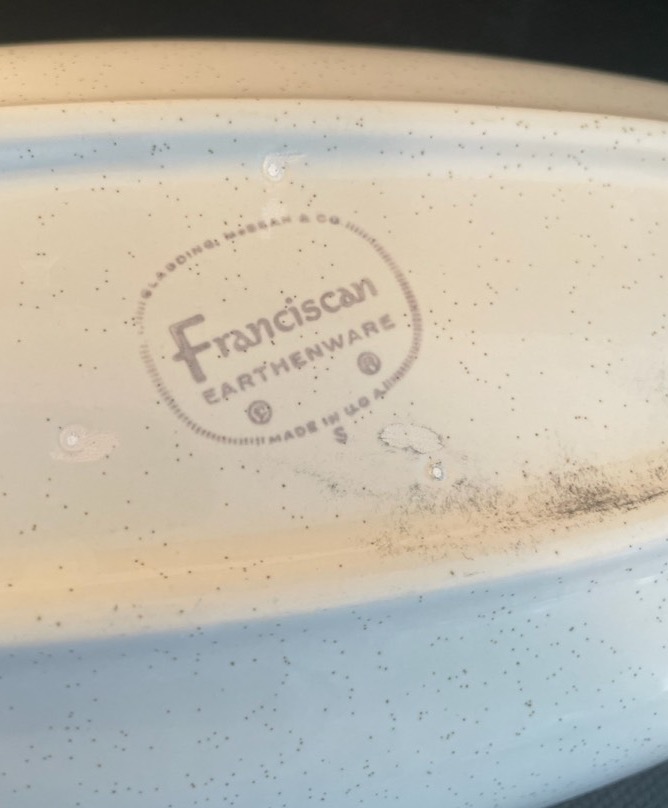 GLADDING, McBEAN & CO
Franciscan
EARTHENWARE
© ®
MADE IN U.S.A.
S